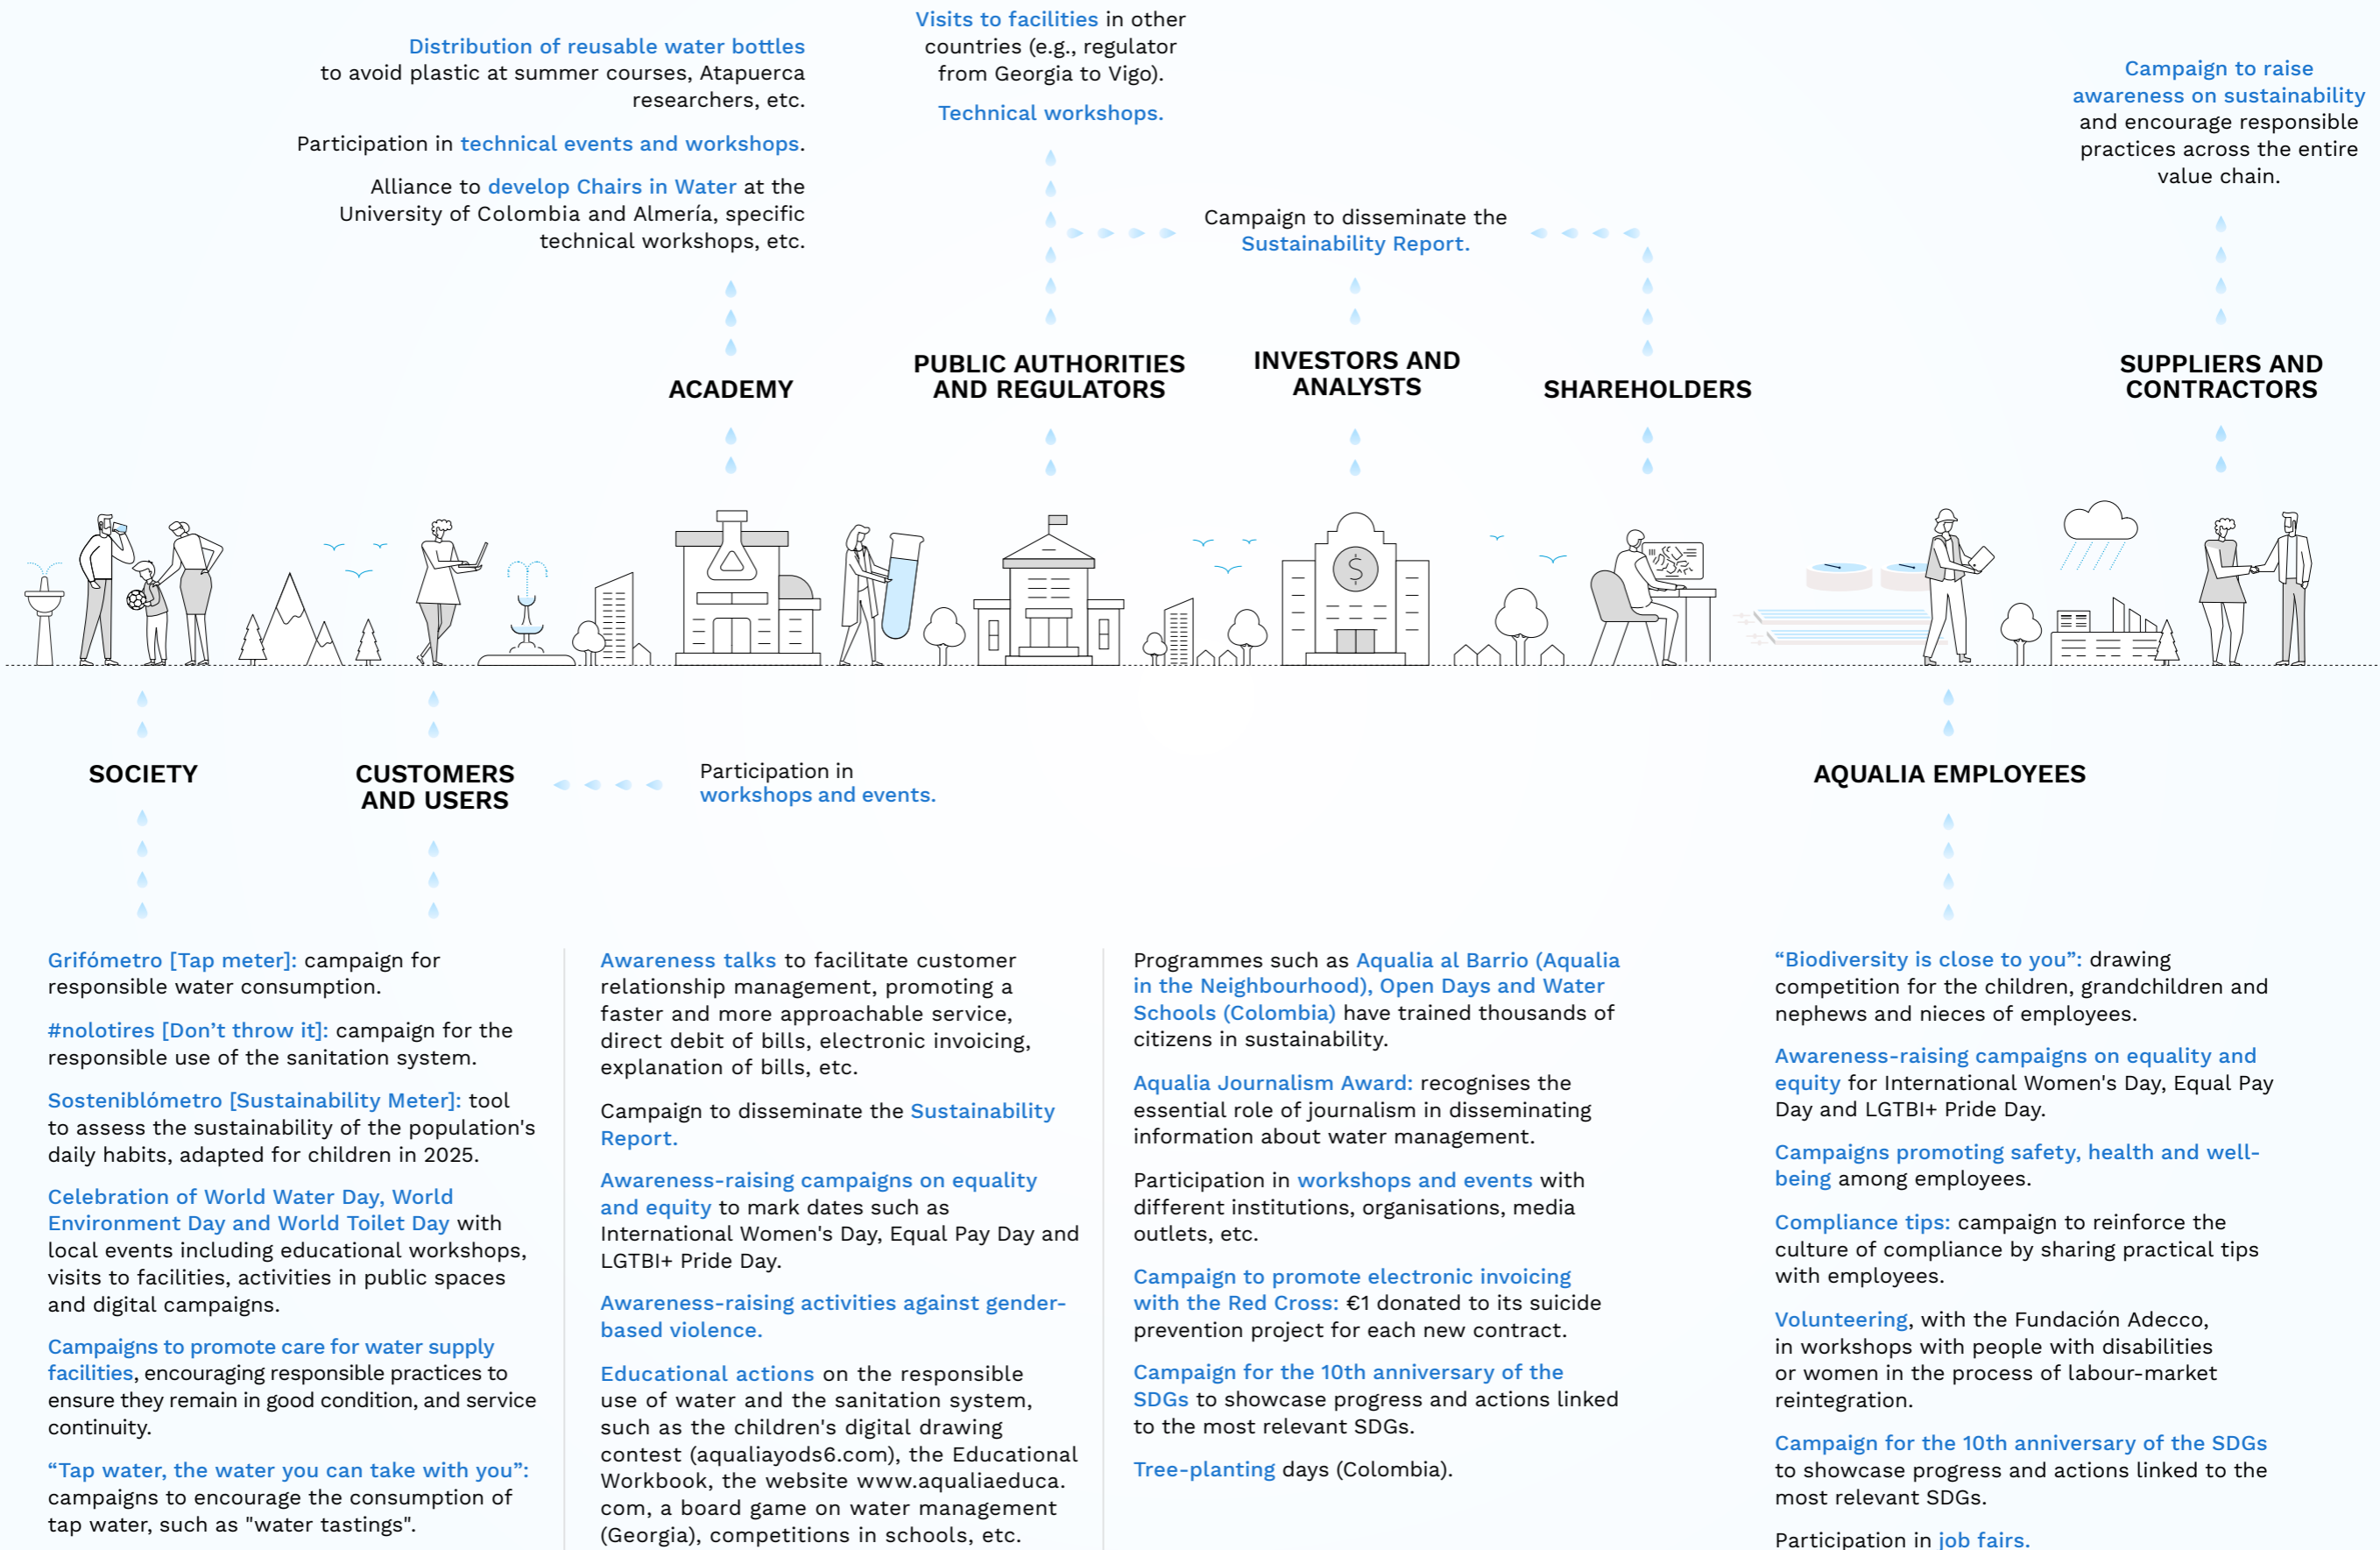 Distribution of reusable water bottles
to avoid plastic at summer courses, Atapuerca
researchers, etc.
Participation in technical events and workshops.
Alliance to develop Chairs in Water at the
University of Colombia and Almería, specific
technical workshops, etc.
Visits to facilities in other
countries (e.g., regulator
from Georgia to Vigo).
Technical workshops.
Campaign to disseminate the
Sustainability Report.
Campaign to raise
awareness on sustainability
and encourage responsible
practices across the entire
value chain.
ACADEMY
PUBLIC AUTHORITIES
AND REGULATORS
INVESTORS AND
ANALYSTS
SHAREHOLDERS
SUPPLIERS AND
CONTRACTORS
$
SOCIETY
CUSTOMERS
AND USERS
Participation in
workshops and events.
AQUALIA EMPLOYEES
Grifómetro [Tap meter]: campaign for
responsible water consumption.
#nolotires [Don’t throw it]: campaign for the
responsible use of the sanitation system.
Sosteniblómetro [Sustainability Meter]: tool
to assess the sustainability of the population's
daily habits, adapted for children in 2025.
Celebration of World Water Day, World
Environment Day and World Toilet Day with
local events including educational workshops,
visits to facilities, activities in public spaces
and digital campaigns.
Campaigns to promote care for water supply
facilities, encouraging responsible practices to
ensure they remain in good condition, and service
continuity.
“Tap water, the water you can take with you”:
campaigns to encourage the consumption of
tap water, such as "water tastings".
Awareness talks to facilitate customer
relationship management, promoting a
faster and more approachable service,
direct debit of bills, electronic invoicing,
explanation of bills, etc.
Campaign to disseminate the Sustainability
Report.
Awareness-raising campaigns on equality
and equity to mark dates such as
International Women's Day, Equal Pay Day and
LGTBI+ Pride Day.
Awareness-raising activities against gender-
based violence.
Educational actions on the responsible
use of water and the sanitation system,
such as the children's digital drawing
contest (aqualiayods6.com), the Educational
Workbook, the website www.aqualiaeduca.
com, a board game on water management
(Georgia), competitions in schools, etc.
Programmes such as Aqualia al Barrio (Aqualia
in the Neighbourhood), Open Days and Water
Schools (Colombia) have trained thousands of
citizens in sustainability.
Aqualia Journalism Award: recognises the
essential role of journalism in disseminating
information about water management.
Participation in workshops and events with
different institutions, organisations, media
outlets, etc.
Campaign to promote electronic invoicing
with the Red Cross: €1 donated to its suicide
prevention project for each new contract.
Campaign for the 10th anniversary of the
SDGs to showcase progress and actions linked
to the most relevant SDGs.
Tree-planting days (Colombia).
“Biodiversity is close to you”: drawing
competition for the children, grandchildren and
nephews and nieces of employees.
Awareness-raising campaigns on equality and
equity for International Women's Day, Equal Pay
Day and LGTBI+ Pride Day.
Campaigns promoting safety, health and well-
being among employees.
Compliance tips: campaign to reinforce the
culture of compliance by sharing practical tips
with employees.
Volunteering, with the Fundación Adecco,
in workshops with people with disabilities
or women in the process of labour-market
reintegration.
Campaign for the 10th anniversary of the SDGs
to showcase progress and actions linked to the
most relevant SDGs.
Participation in job fairs.